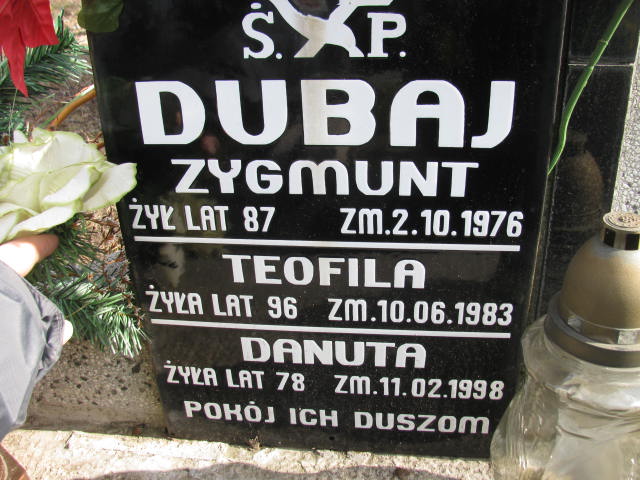 Ś. P.
DUBAJ
ZYGMUNT
ŻYŁ LAT 87 ZM.2.10.1976
TEOFILA
ŻYŁA LAT 96 ZM.10.06.1983
DANUTA
ŻYŁA LAT 78 ZM.11.02.1998
POKÓJ ICH DUSZOM